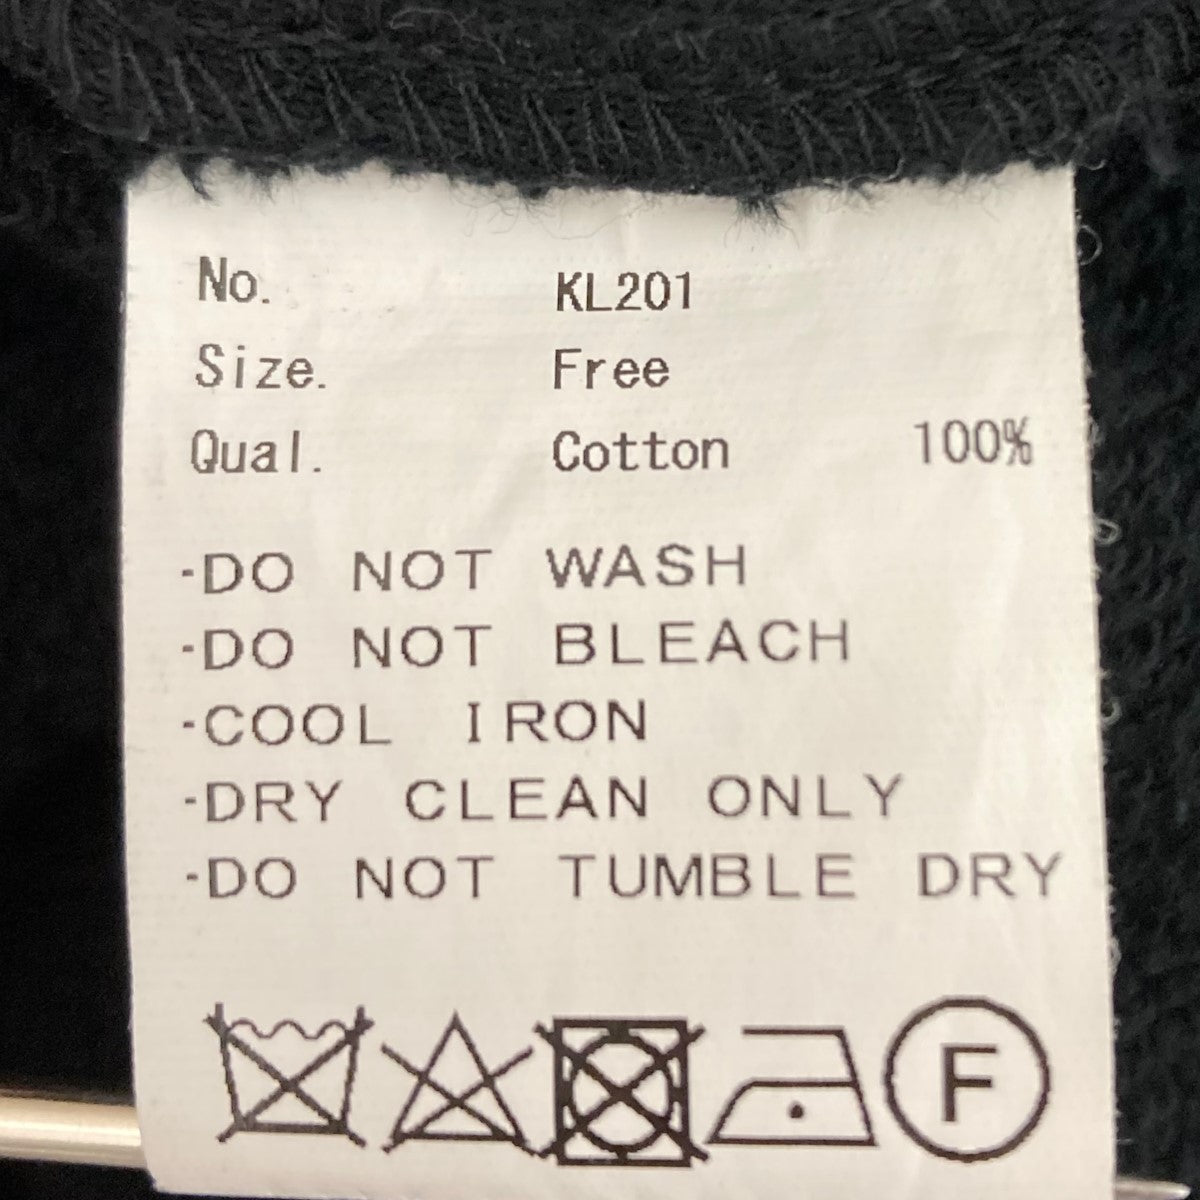 No. KL201
Size. Free
Qual. Cotton 100%
-DO NOT WASH
-DO NOT BLEACH
-COOL IRON
-DRY CLEAN ONLY
-DO NOT TUMBLE DRY
F